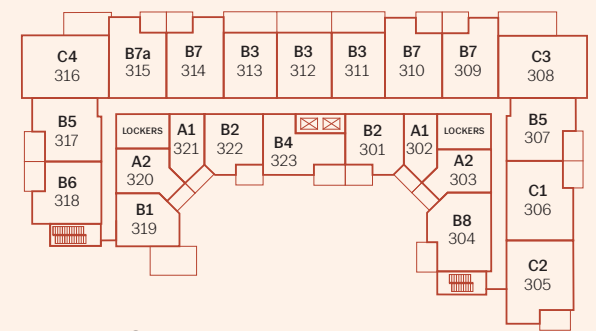 C4
316
B7a
315
B7
314
B3
313
B3
312
B3
311
B7
310
B7
309
C3
308
B5
317
LOCKERS
A1
321
B2
322
B4
323
B2
301
A1
302
LOCKERS
B5
307
A2
320
A2
303
B6
318
B1
319
B8
304
C1
306
C2
305